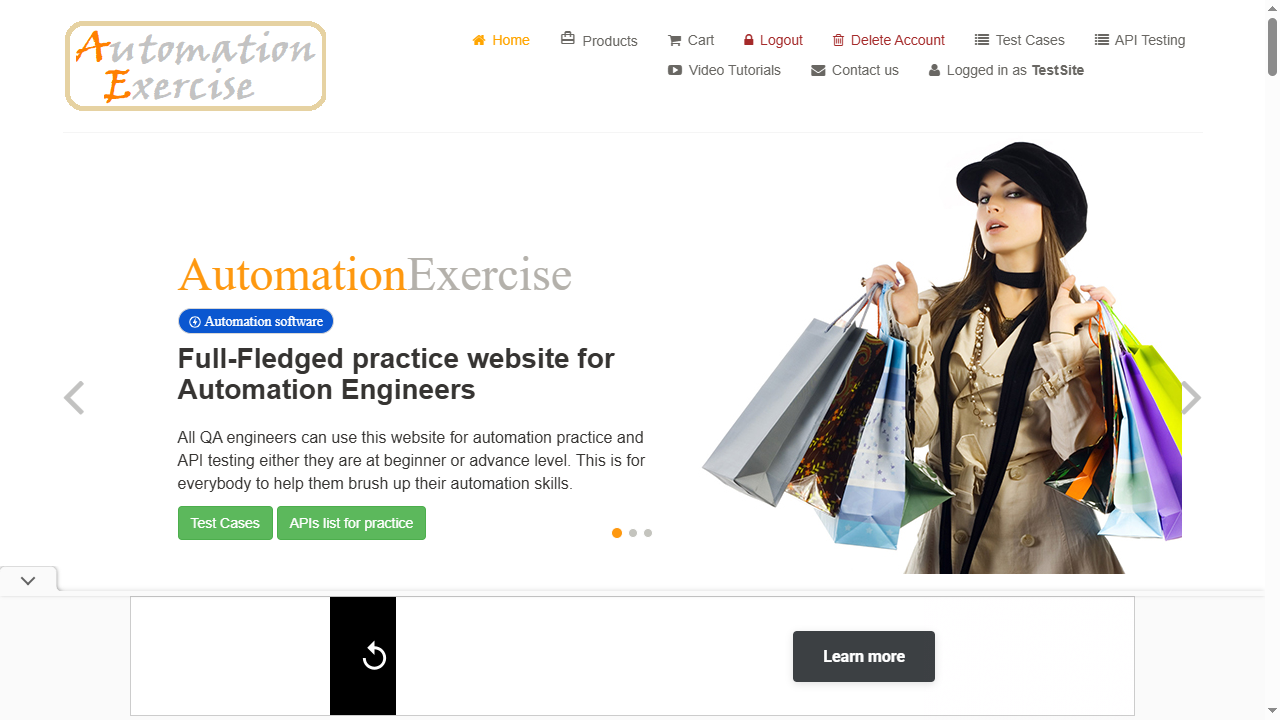 Automation
Exercise
Home Products Cart Logout Delete Account Test Cases API Testing
Video Tutorials Contact us Logged in as TestSite
AutomationExercise
Automation software
Full-Fledged practice website for
Automation Engineers
All QA engineers can use this website for automation practice and
API testing either they are at beginner or advance level. This is for
everybody to help them brush up their automation skills.
Test Cases APIs list for practice
Learn more